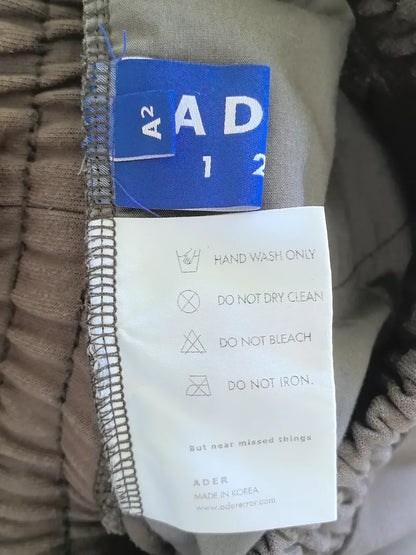 A2
AD
1 2
HAND WASH ONLY
DO NOT DRY CLEAN
DO NOT BLEACH
DO NOT IRON.
But near missed things
ADER
MADE IN KOREA
www.adererror.com